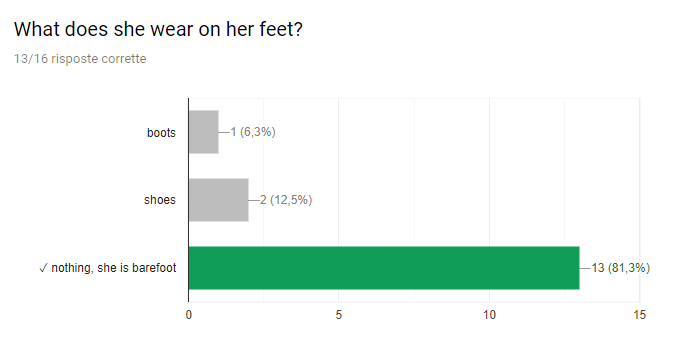 What does she wear on her feet?
13/16 risposte corrette
boots
1 (6,3%)
shoes
2 (12,5%)
✓ nothing, she is barefoot
13 (81,3%)
0
5
10
15